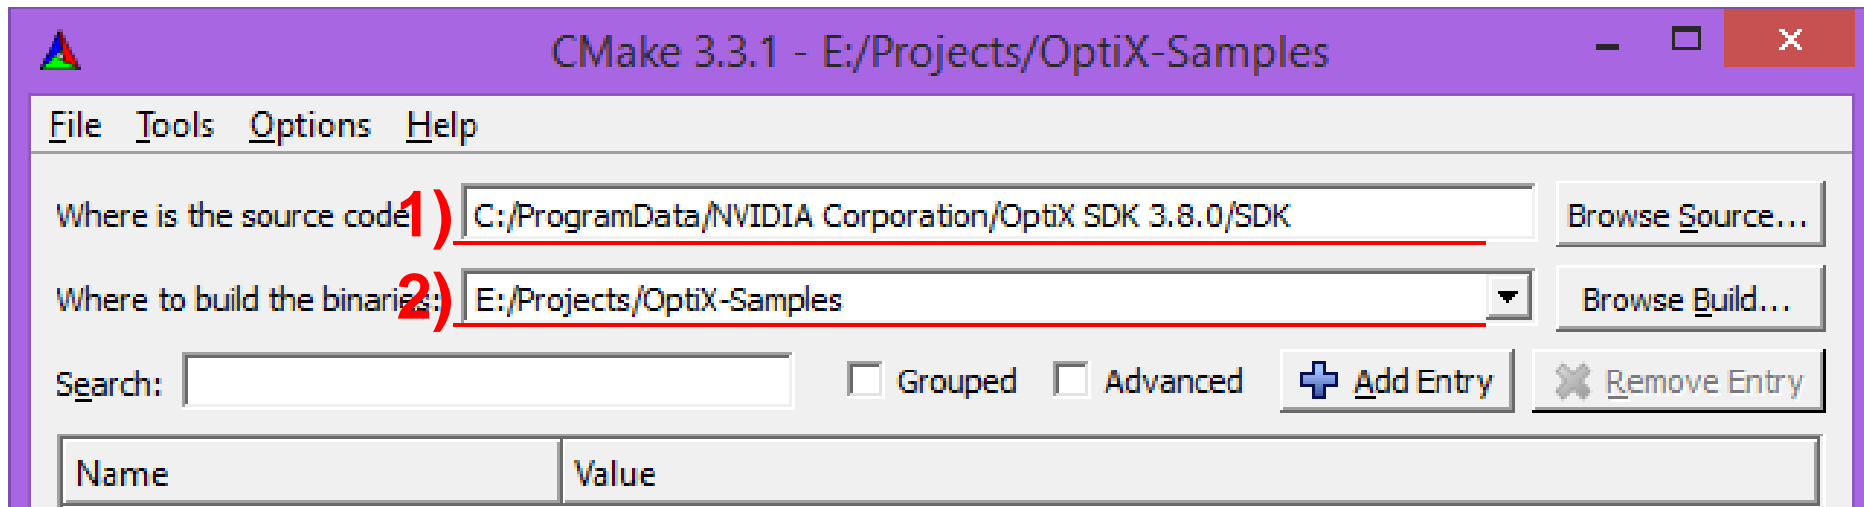 CMake 3.3.1 - E:/Projects/OptiX-Samples
File Tools Options Help
Where is the source code 1) C:/ProgramData/NVIDIA Corporation/OptiX SDK 3.8.0/SDK Browse Source...
Where to build the binaries: 2) E:/Projects/OptiX-Samples Browse Build...
Search: Grouped Advanced Add Entry Remove Entry
Name Value